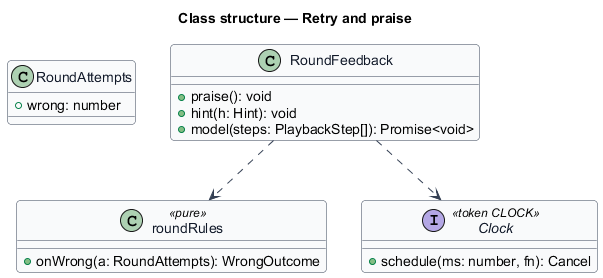 Class structure — Retry and praise
C RoundAttempts
wrong: number
C RoundFeedback
praise(): void
hint(h: Hint): void
model(steps: PlaybackStep[]): Promise<void>
C «pure»
roundRules
onWrong(a: RoundAttempts): WrongOutcome
I «token CLOCK»
Clock
schedule(ms: number, fn): Cancel